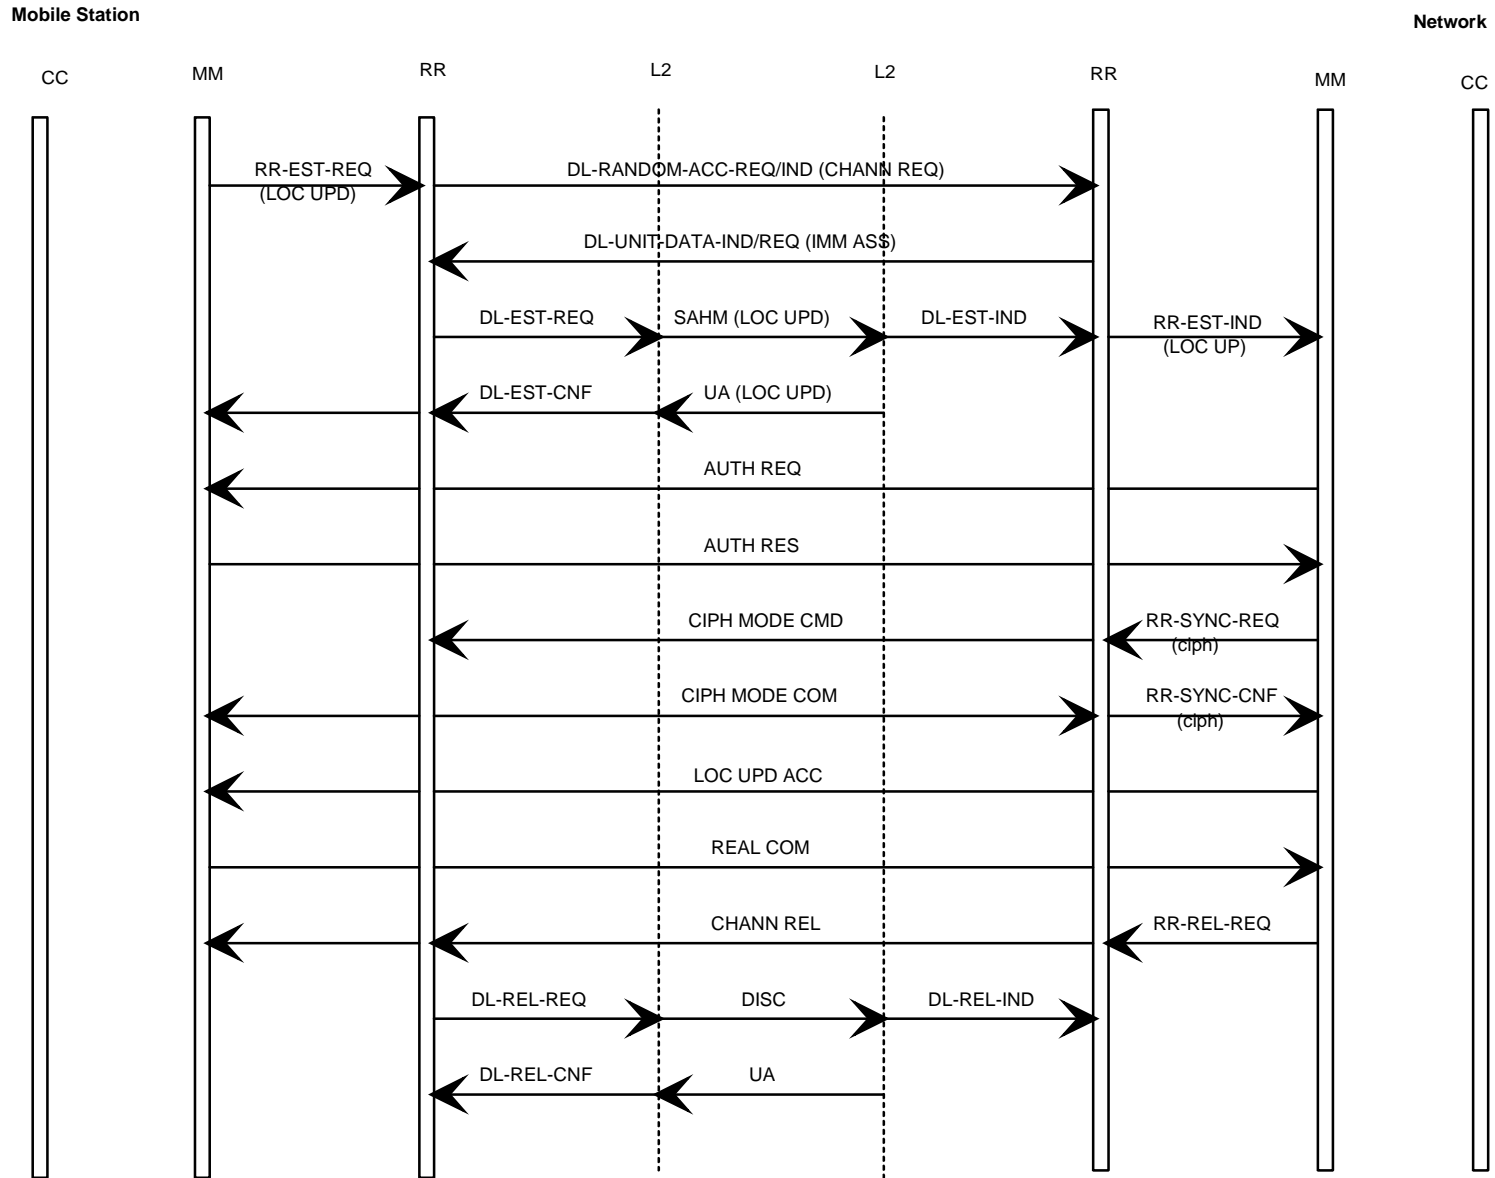 Mobile Station
Network
CC
MM
RR
L2
L2
RR
MM
CC
RR-EST-REQ
(LOC UPD)
DL-RANDOM-ACC-REQ/IND (CHANN REQ)
DL-UNIT-DATA-IND/REQ (IMM ASS)
DL-EST-REQ
SAHM (LOC UPD)
DL-EST-IND
RR-EST-IND
(LOC UP)
DL-EST-CNF
UA (LOC UPD)
AUTH REQ
AUTH RES
CIPH MODE CMD
RR-SYNC-REQ
(ciph)
CIPH MODE COM
RR-SYNC-CNF
(ciph)
LOC UPD ACC
REAL COM
CHANN REL
RR-REL-REQ
DL-REL-REQ
DISC
DL-REL-IND
DL-REL-CNF
UA